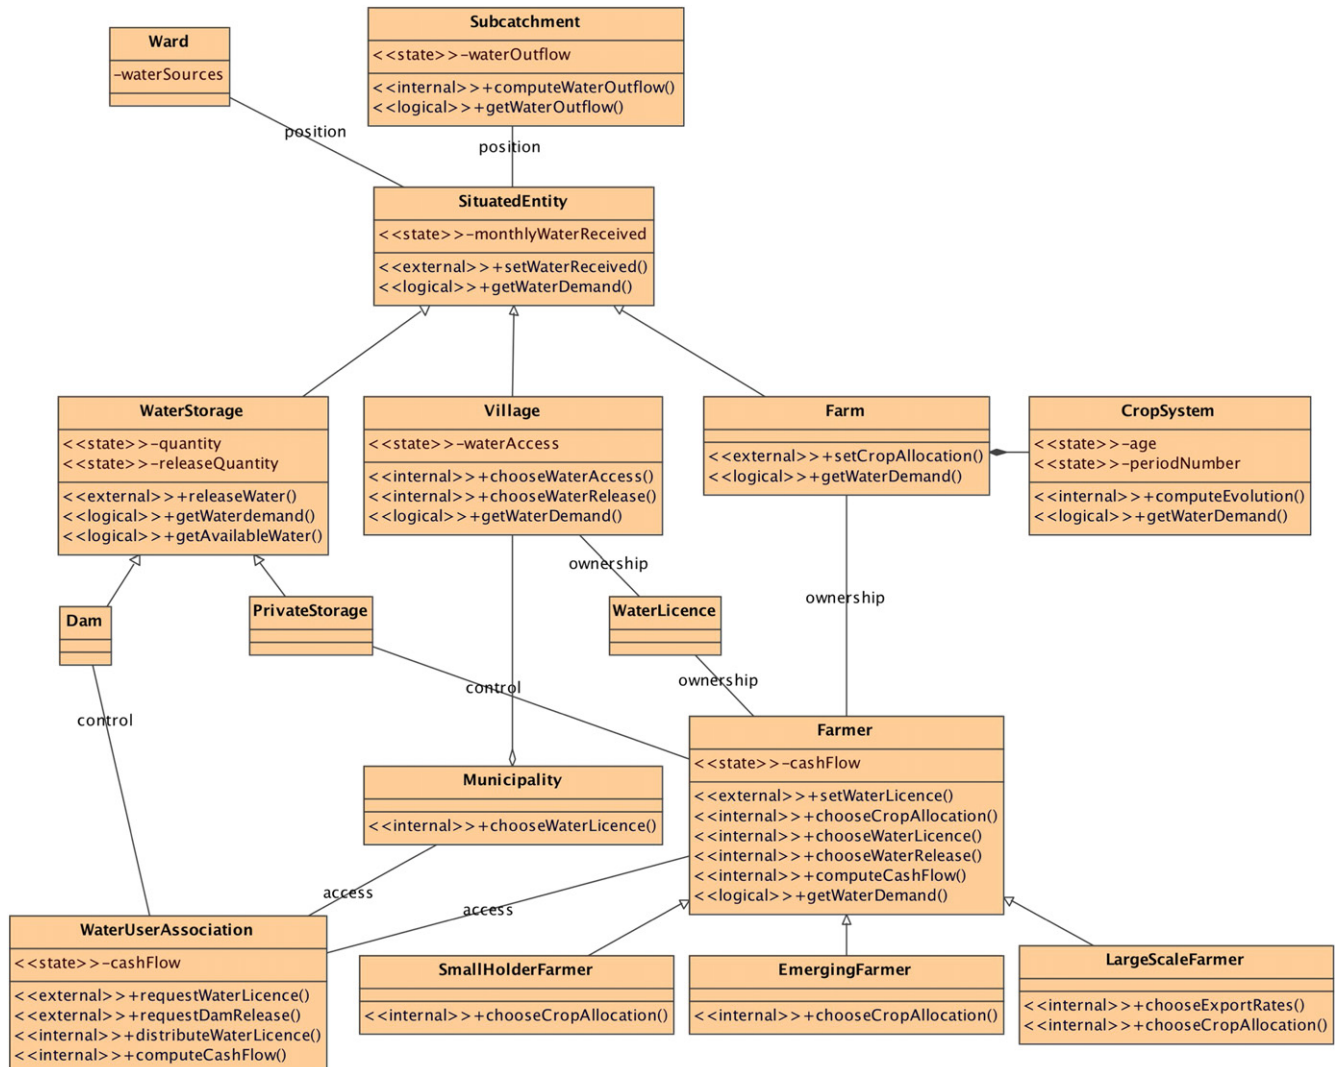 Ward
-waterSources
Subcatchment
<<state>>-waterOutflow
<<internal>>+computeWaterOutflow()
<<logical>>+getWaterOutflow()
position
position
SituatedEntity
<<state>>-monthlyWaterReceived
<<external>>+setWaterReceived()
<<logical>>+getWaterDemand()
WaterStorage
<<state>>-quantity
<<state>>-releaseQuantity
<<external>>+releaseWater()
<<logical>>+getWaterdemand()
<<logical>>+getAvailableWater()
Village
<<state>>-waterAccess
<<internal>>+chooseWaterAccess()
<<internal>>+chooseWaterRelease()
<<logical>>+getWaterDemand()
Farm
<<external>>+setCropAllocation()
<<logical>>+getWaterDemand()
CropSystem
<<state>>-age
<<state>>-periodNumber
<<internal>>+computeEvolution()
<<logical>>+getWaterDemand()
ownership
Dam
PrivateStorage
WaterLicence
ownership
ownership
control
control
Farmer
<<state>>-cashFlow
<<external>>+setWaterLicence()
<<internal>>+chooseCropAllocation()
<<internal>>+chooseWaterLicence()
<<internal>>+chooseWaterRelease()
<<internal>>+computeCashFlow()
<<logical>>+getWaterDemand()
Municipality
<<internal>>+chooseWaterLicence()
access
access
WaterUserAssociation
<<state>>-cashFlow
<<external>>+requestWaterLicence()
<<external>>+requestDamRelease()
<<internal>>+distributeWaterLicence()
<<internal>>+computeCashFlow()
SmallHolderFarmer
<<internal>>+chooseCropAllocation()
EmergingFarmer
<<internal>>+chooseCropAllocation()
LargeScaleFarmer
<<internal>>+chooseExportRates()
<<internal>>+chooseCropAllocation()